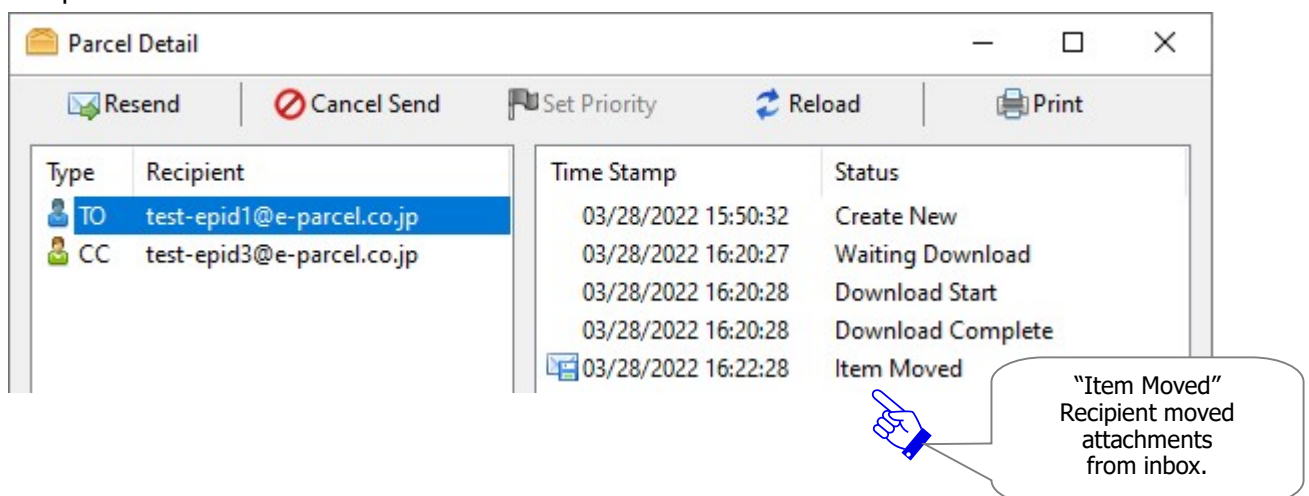 Parcel Detail
Resend Cancel Send Set Priority Reload Print
Type Recipient
TO test-epid1@e-parcel.co.jp
CC test-epid3@e-parcel.co.jp
Time Stamp Status
03/28/2022 15:50:32 Create New
03/28/2022 16:20:27 Waiting Download
03/28/2022 16:20:28 Download Start
03/28/2022 16:20:28 Download Complete
03/28/2022 16:22:28 Item Moved
“Item Moved”
Recipient moved
attachments
from inbox.